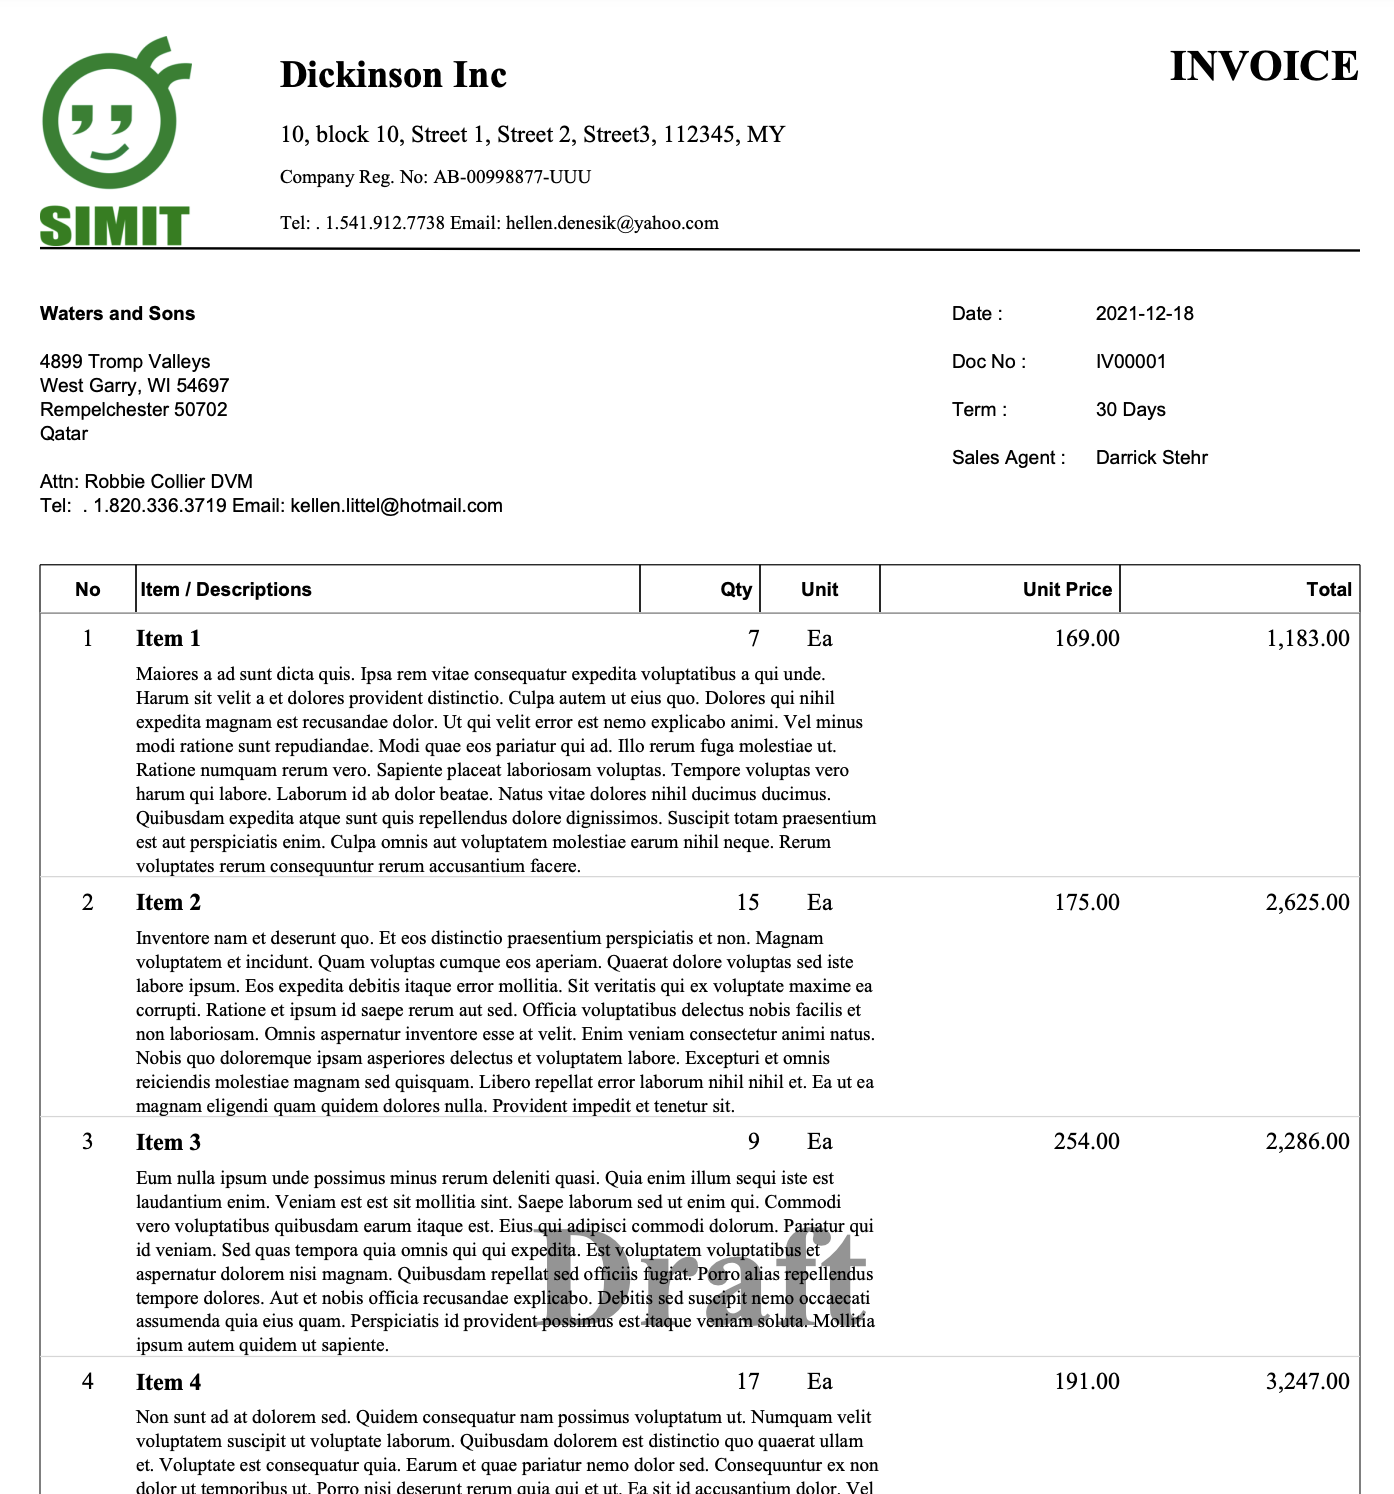 SIMIT
Dickinson Inc
INVOICE
10, block 10, Street 1, Street 2, Street3, 112345, MY
Company Reg. No: AB-00998877-UUU
Tel: . 1.541.912.7738 Email: hellen.denesik@yahoo.com
Waters and Sons
4899 Tromp Valleys
West Garry, WI 54697
Rempelchester 50702
Qatar
Attn: Robbie Collier DVM
Tel:  . 1.820.336.3719 Email: kellen.littel@hotmail.com
Date : 2021-12-18
Doc No : IV00001
Term : 30 Days
Sales Agent : Darrick Stehr
No Item / Descriptions Qty Unit Unit Price Total
1 Item 1 7 Ea 169.00 1,183.00
Maiores a ad sunt dicta quis. Ipsa rem vitae consequatur expedita voluptatibus a qui unde.
Harum sit velit a et dolores provident distinctio. Culpa autem ut eius quo. Dolores qui nihil
expedita magnam est recusandae dolor. Ut qui velit error est nemo explicabo animi. Vel minus
modi ratione sunt repudiandae. Modi quae eos pariatur qui ad. Illo rerum fuga molestiae ut.
Ratione numquam rerum vero. Sapiente placeat laboriosam voluptas. Tempore voluptas vero
harum qui labore. Laborum id ab dolor beatae. Natus vitae dolores nihil ducimus ducimus.
Quibusdam expedita atque sunt quis repellendus dolore dignissimos. Suscipit totam praesentium
est aut perspiciatis enim. Culpa omnis aut voluptatem molestiae earum nihil neque. Rerum
voluptates rerum consequuntur rerum accusantium facere.
2 Item 2 15 Ea 175.00 2,625.00
Inventore nam et deserunt quo. Et eos distinctio praesentium perspiciatis et non. Magnam
voluptatem et incidunt. Quam voluptas cumque eos aperiam. Quaerat dolore voluptas sed iste
labore ipsum. Eos expedita debitis itaque error mollitia. Sit veritatis qui ex voluptate maxime ea
corrupti. Ratione et ipsum id saepe rerum aut sed. Officia voluptatibus delectus nobis facilis et
non laboriosam. Omnis aspernatur inventore esse at velit. Enim veniam consectetur animi natus.
Nobis quo doloremque ipsam asperiores delectus et voluptatem labore. Excepturi et omnis
reiciendis molestiae magnam sed quisquam. Libero repellat error laborum nihil nihil et. Ea ut ea
magnam eligendi quam quidem dolores nulla. Provident impedit et tenetur sit.
3 Item 3 9 Ea 254.00 2,286.00
Eum nulla ipsum unde possimus minus rerum deleniti quasi. Quia enim illum sequi iste est
laudantium enim. Veniam est est sit mollitia sint. Saepe laborum sed ut enim qui. Commodi
vero voluptatibus quibusdam earum itaque est. Eius qui adipisci commodi dolorum. Pariatur qui
id veniam. Sed quas tempora quia omnis qui qui expedita. Est voluptatem voluptatibus et
aspernatur dolorem nisi magnam. Quibusdam repellat sed officiis fugiat. Porro alias repellendus
tempore dolores. Aut et nobis officia recusandae explicabo. Debitis sed suscipit nemo occaecati
assumenda quia eius quam. Perspiciatis id provident possimus est itaque veniam soluta. Mollitia
ipsum autem quidem ut sapiente.
Draft
4 Item 4 17 Ea 191.00 3,247.00
Non sunt ad at dolorem sed. Quidem consequatur nam possimus voluptatum ut. Numquam velit
voluptatem suscipit ut voluptate laborum. Quibusdam dolorem est distinctio quo quaerat ullam
et. Voluptate est consequatur quia. Earum et quae pariatur nemo dolor sed. Consequuntur ex non
dolor ut temporibus ut. Porro nisi deserunt rerum quia qui et ut. Ea sit id accusantium dolor. Vel